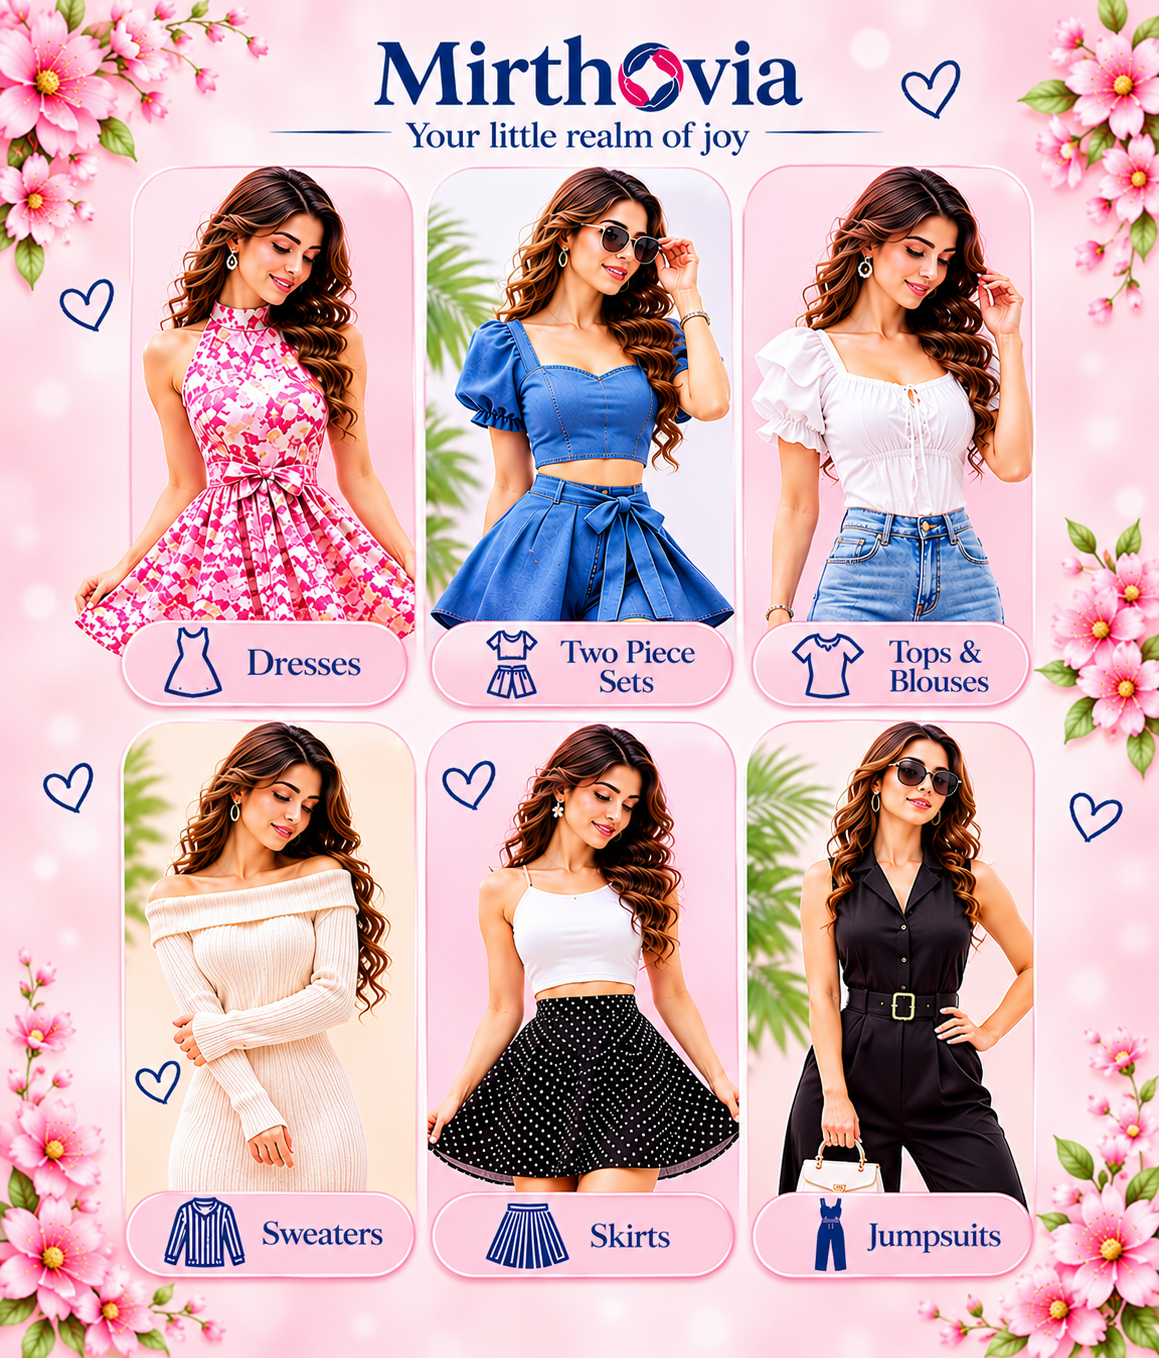 Mirthovia
Your little realm of joy
Dresses
Two Piece
Sets
Tops &
Blouses
Sweaters
Skirts
Jumpsuits